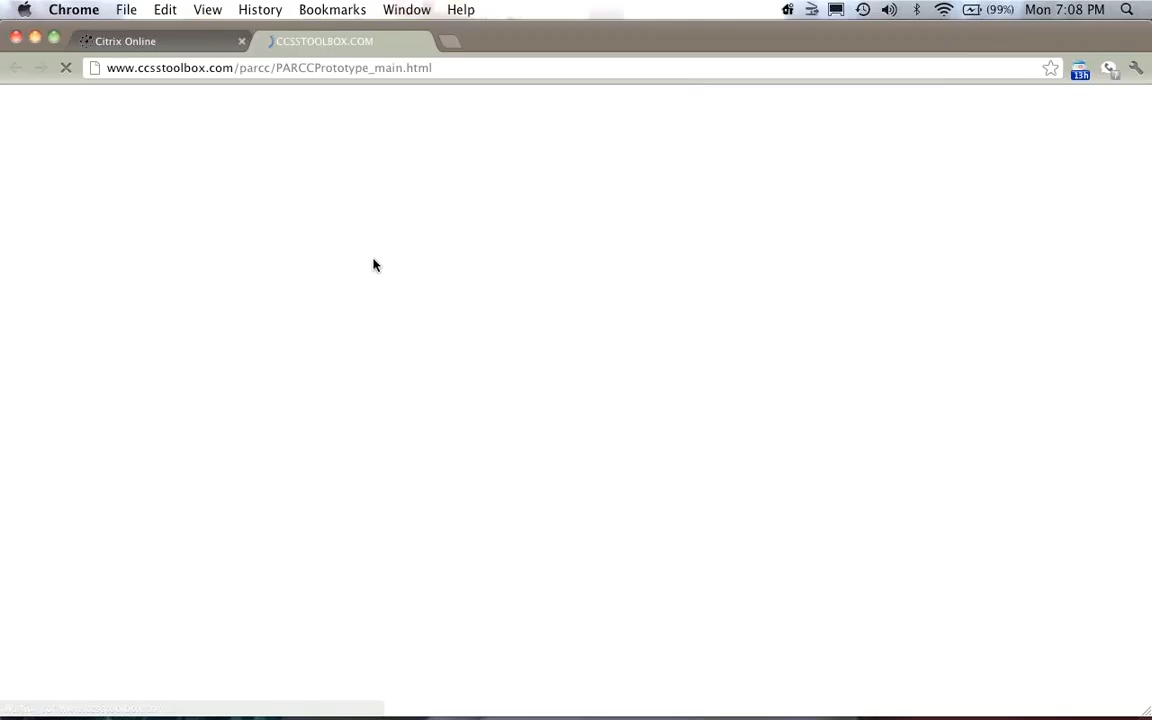 Chrome File Edit View History Bookmarks Window Help (99%) Mon 7:08 PM
Citrix Online CCSSTOOLBOX.COM
www.ccsstoolbox.com/parcc/PARCCPrototype_main.html 13h